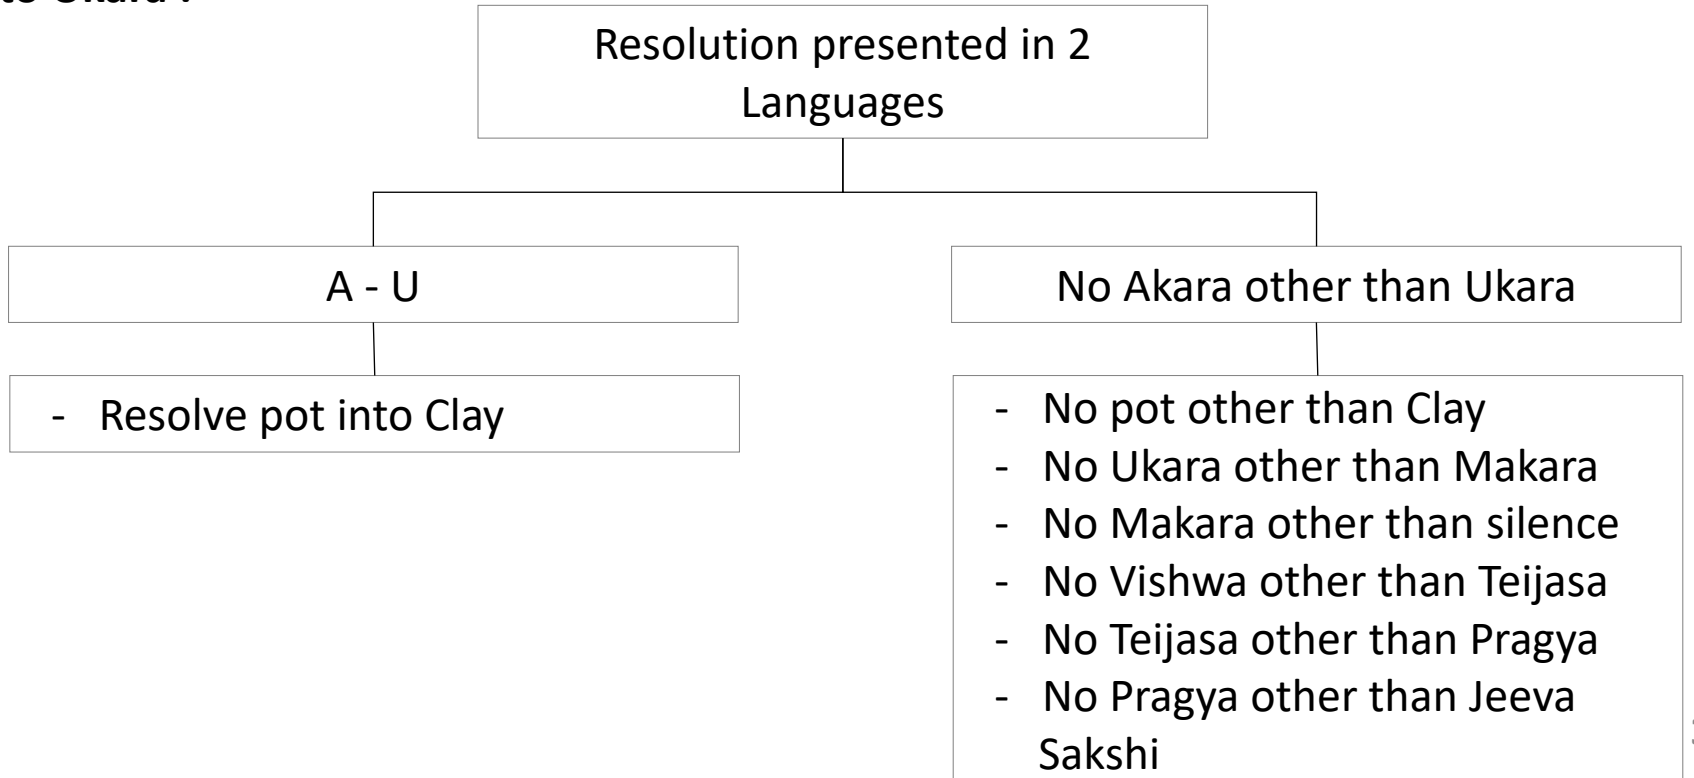 Resolution presented in 2
Languages
A - U
No Akara other than Ukara
- Resolve pot into Clay
- No pot other than Clay
- No Ukara other than Makara
- No Makara other than silence
- No Vishwa other than Teijasa
- No Teijasa other than Pragya
- No Pragya other than Jeeva
Sakshi